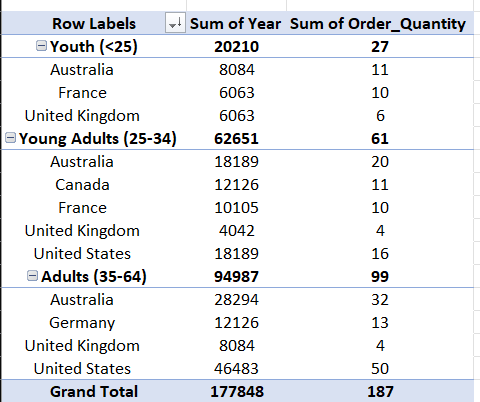 Row Labels Sum of Year Sum of Order_Quantity
Youth (<25) 20210 27
Australia 8084 11
France 6063 10
United Kingdom 6063 6
Young Adults (25-34) 62651 61
Australia 18189 20
Canada 12126 11
France 10105 10
United Kingdom 4042 4
United States 18189 16
Adults (35-64) 94987 99
Australia 28294 32
Germany 12126 13
United Kingdom 8084 4
United States 46483 50
Grand Total 177848 187